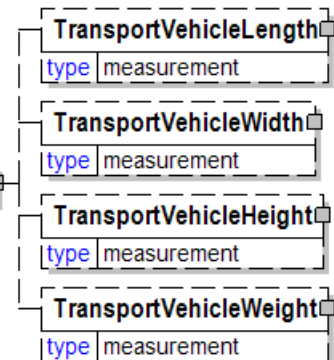 TransportVehicleLength
type measurement
TransportVehicleWidth
type measurement
TransportVehicleHeight
type measurement
TransportVehicleWeight
type measurement